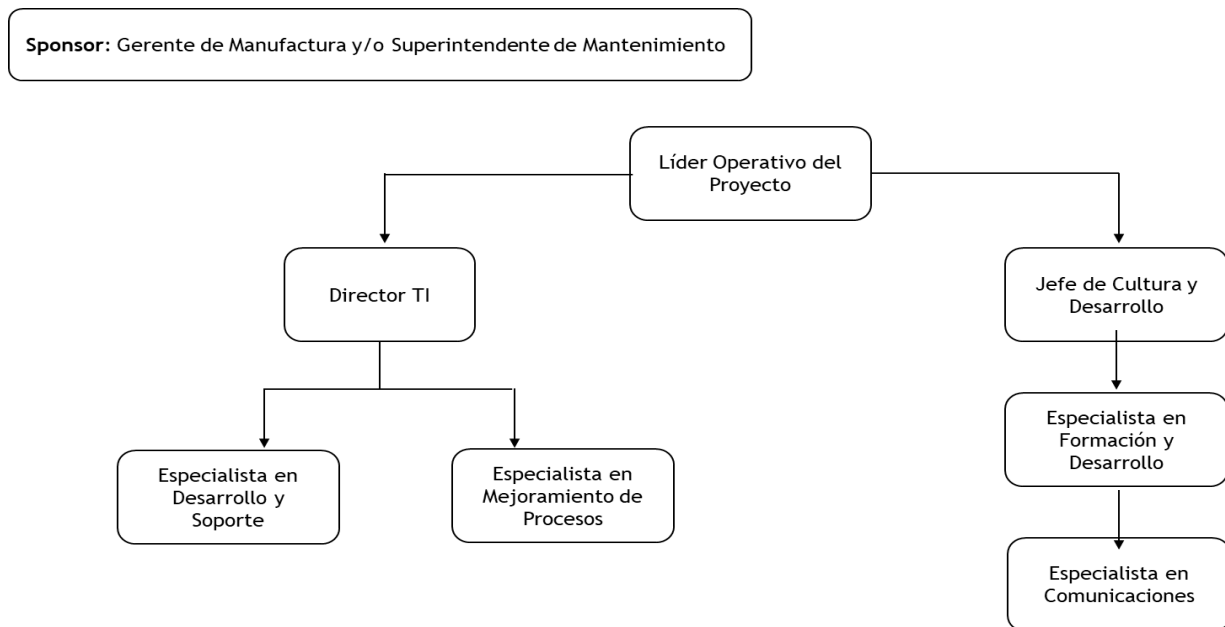 Sponsor: Gerente de Manufactura y/o Superintendente de Mantenimiento
Líder Operativo del
Proyecto
Director TI
Jefe de Cultura y
Desarrollo
Especialista en
Desarrollo y
Soporte
Especialista en
Mejoramiento de
Procesos
Especialista en
Formación y
Desarrollo
Especialista en
Comunicaciones